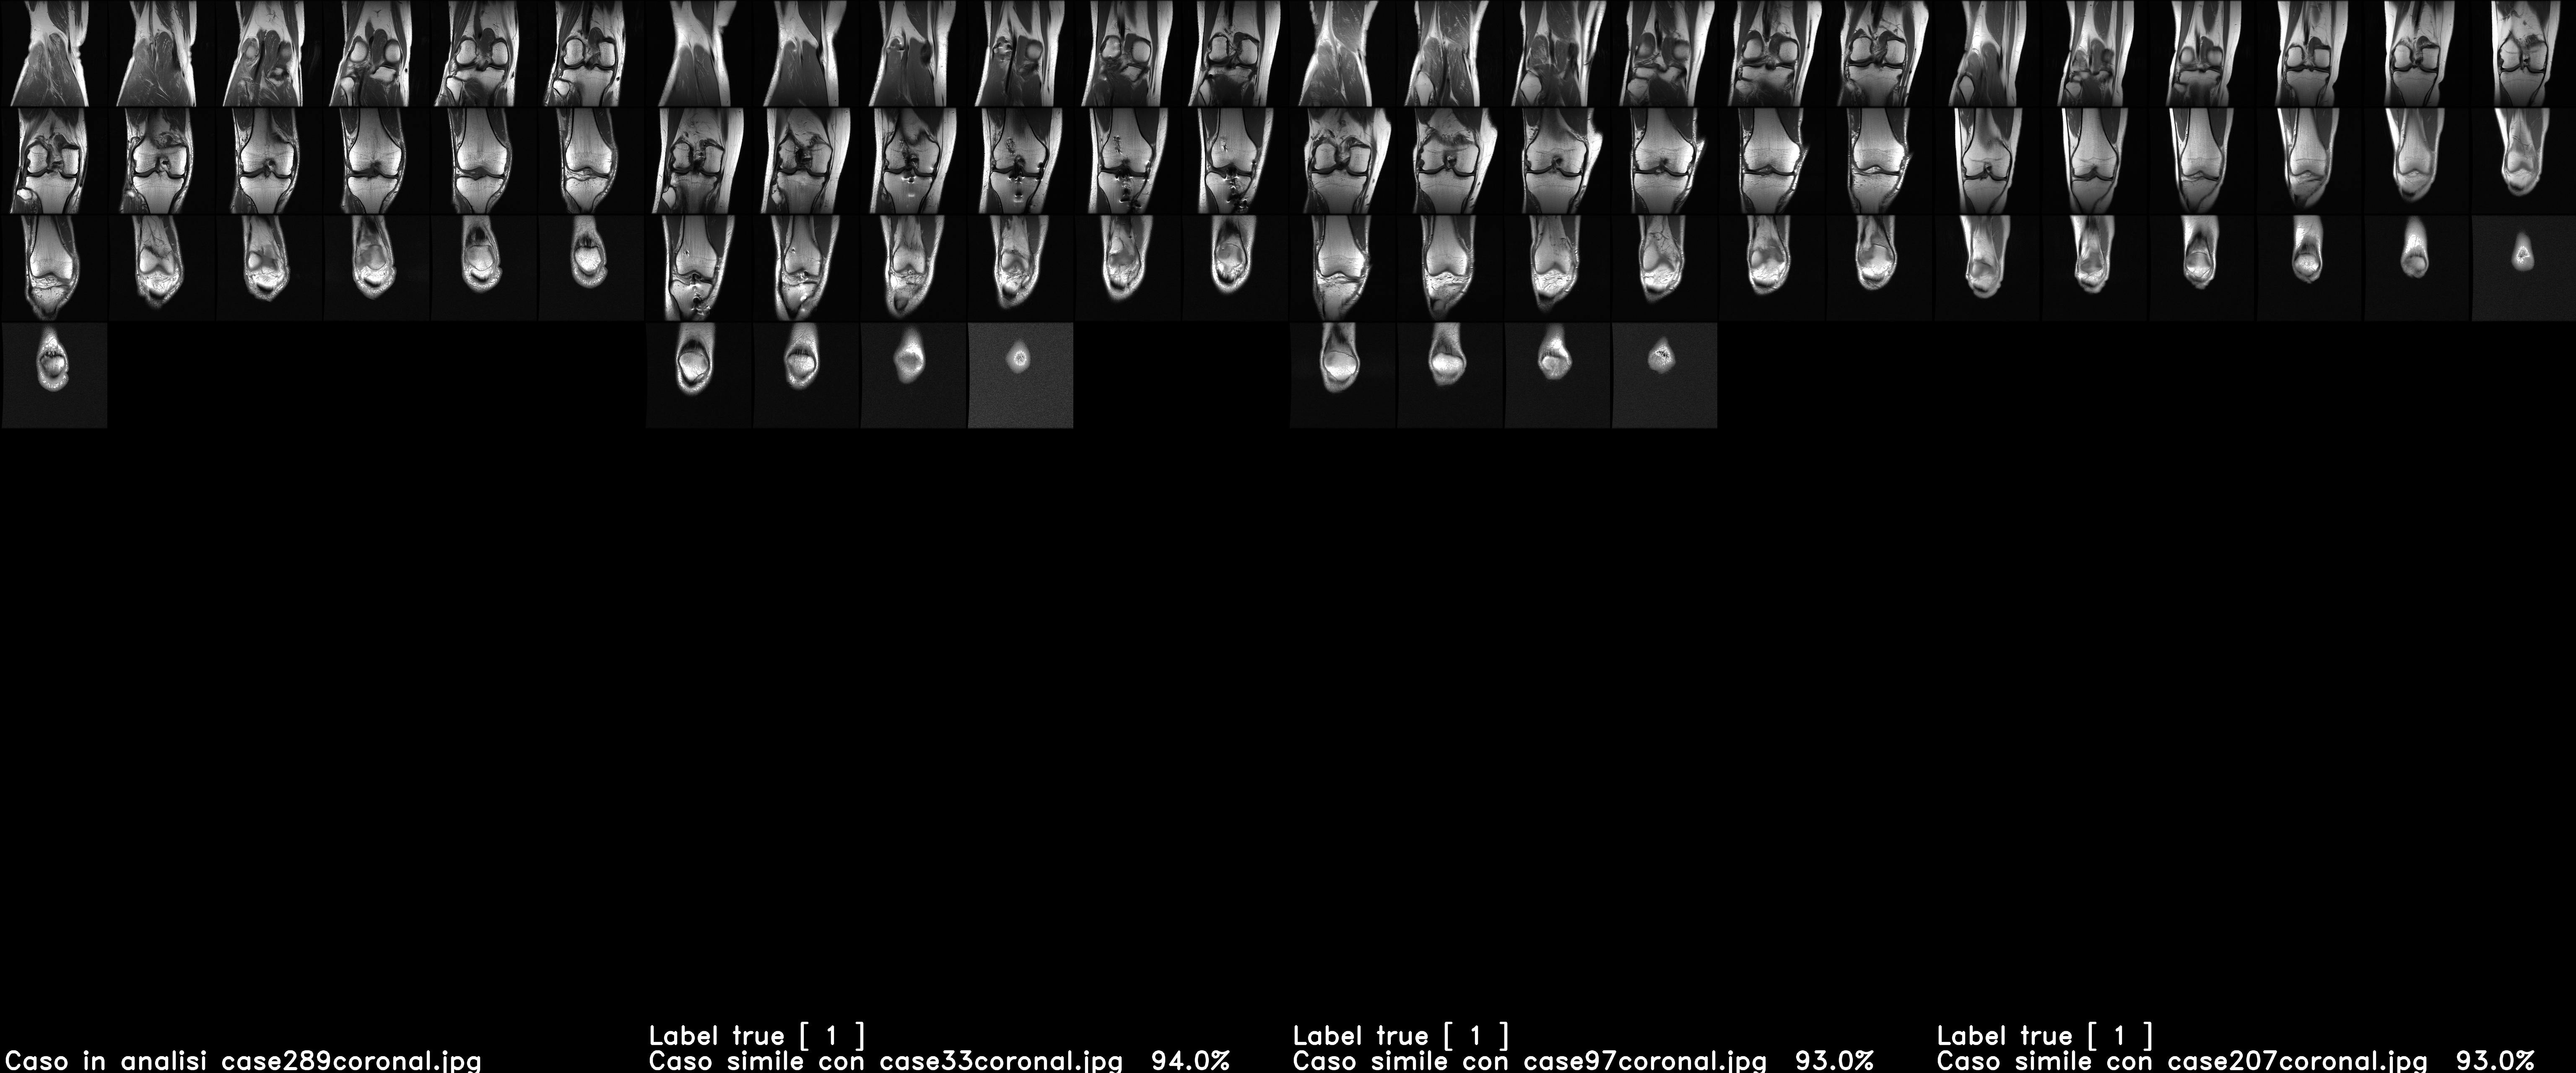 Caso in analisi case289coronal.jpg
Label true [ 1 ]
Caso simile con case33coronal.jpg 94.0%
Label true [ 1 ]
Caso simile con case97coronal.jpg 93.0%
Label true [ 1 ]
Caso simile con case207coronal.jpg 93.0%